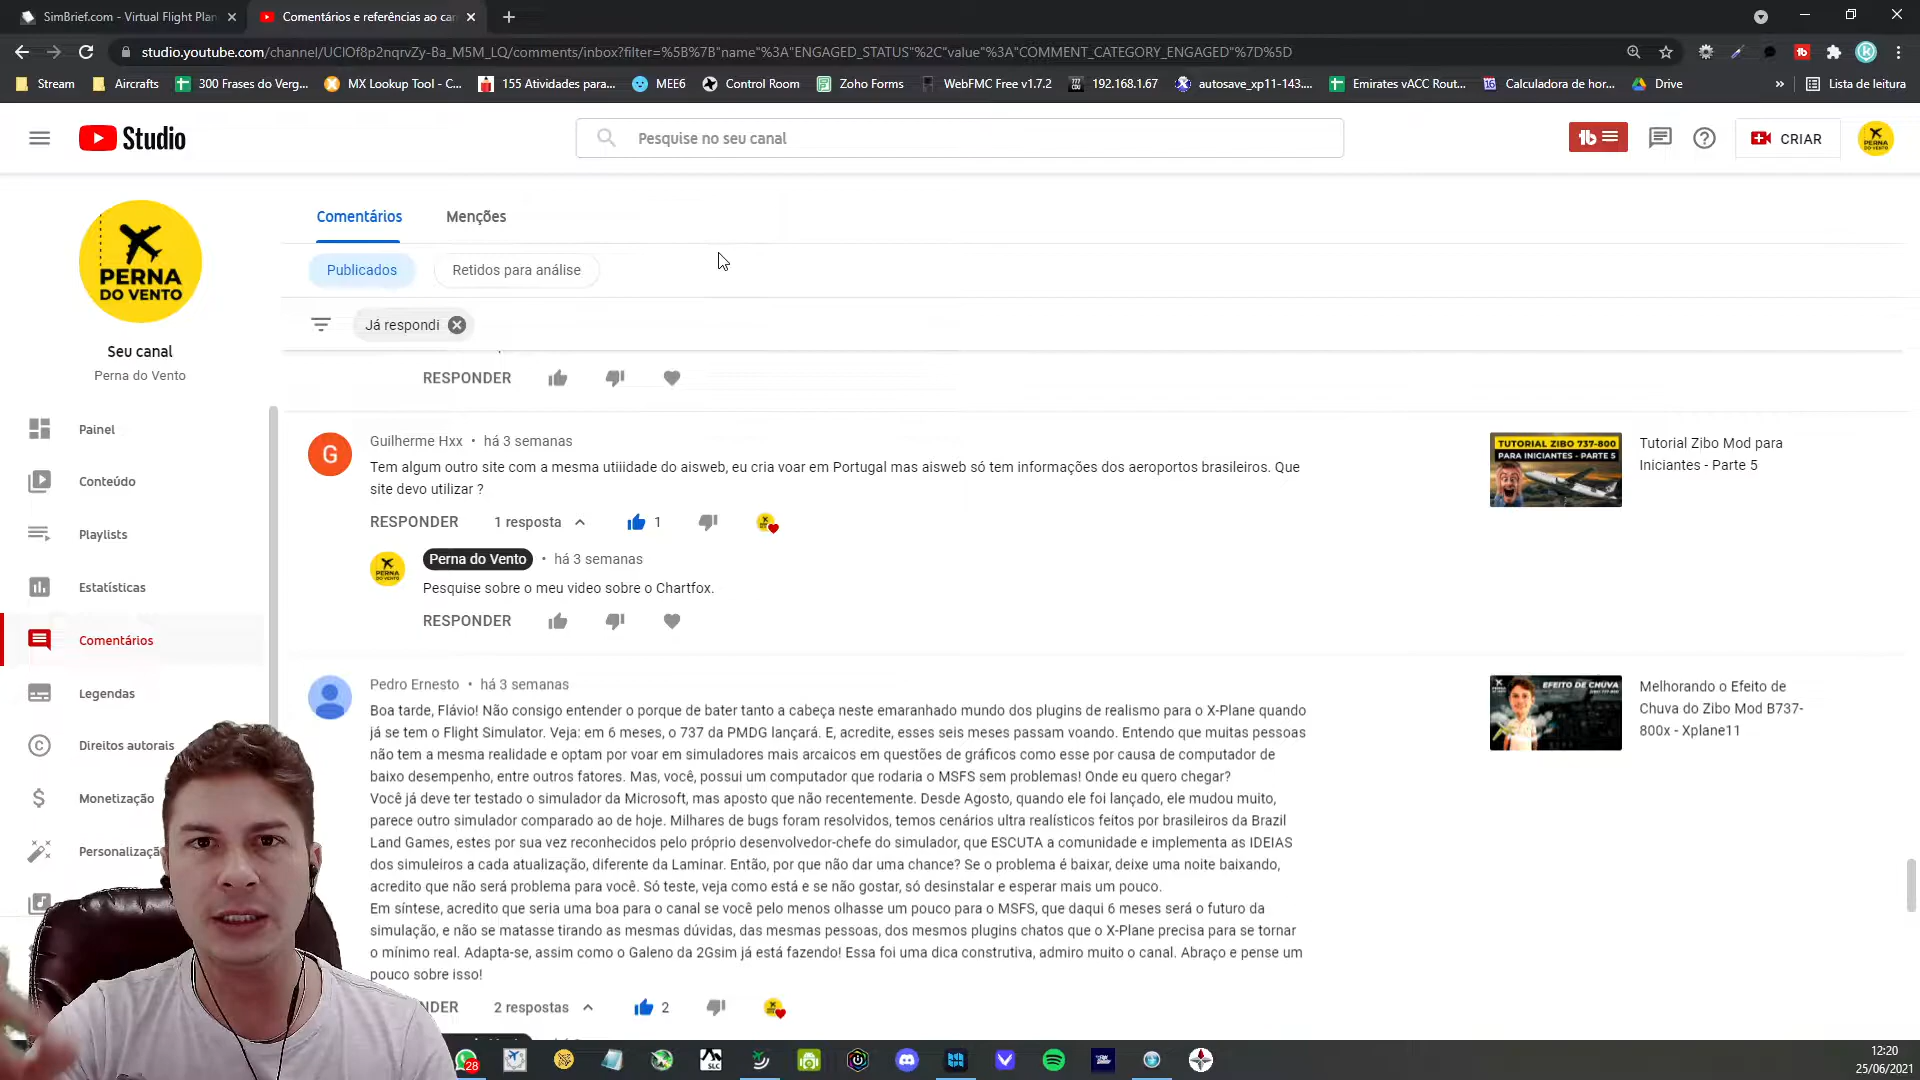 SimBrief.com - Virtual Flight Plan
Comentários e referências ao can
studio.youtube.com/channel/UClOf8p2nqrvZy-Ba_M5M_LQ/comments/inbox?filter=%5B%7B"name"%3A"ENGAGED_STATUS"%2C"value"%3A"COMMENT_CATEGORY_ENGAGED"%7D%5D
Stream
Aircrafts
300 Frases do Verg...
MX Lookup Tool - C...
155 Atividades para...
MEE6
Control Room
Zoho Forms
WebFMC Free v1.7.2
192.168.1.67
autosave_xp11-143....
Emirates vACC Rout...
Calculadora de hor...
Drive
»
Lista de leitura
Studio
Pesquise no seu canal
CRIAR
PERNA
DO VENTO
Seu canal
Perna do Vento
Painel
Conteúdo
Playlists
Estatísticas
Comentários
Legendas
Direitos autorais
Monetização
Personalizaçã
Comentários
Menções
Publicados
Retidos para análise
Já respondi
RESPONDER
Guilherme Hxx • há 3 semanas
Tem algum outro site com a mesma utiiidade do aisweb, eu cria voar em Portugal mas aisweb só tem informações dos aeroportos brasileiros. Que
site devo utilizar ?
RESPONDER
1 resposta
1
Perna do Vento • há 3 semanas
Pesquise sobre o meu video sobre o Chartfox.
RESPONDER
TUTORIAL ZIBO 737-800
PARA INICIANTES - PARTE 5
Tutorial Zibo Mod para
Iniciantes - Parte 5
Pedro Ernesto • há 3 semanas
Boa tarde, Flávio! Não consigo entender o porque de bater tanto a cabeça neste emaranhado mundo dos plugins de realismo para o X-Plane quando
já se tem o Flight Simulator. Veja: em 6 meses, o 737 da PMDG lançará. E, acredite, esses seis meses passam voando. Entendo que muitas pessoas
não tem a mesma realidade e optam por voar em simuladores mais arcaicos em questões de gráficos como esse por causa de computador de
baixo desempenho, entre outros fatores. Mas, você, possui um computador que rodaria o MSFS sem problemas! Onde eu quero chegar?
Você já deve ter testado o simulador da Microsoft, mas aposto que não recentemente. Desde Agosto, quando ele foi lançado, ele mudou muito,
parece outro simulador comparado ao de hoje. Milhares de bugs foram resolvidos, temos cenários ultra realísticos feitos por brasileiros da Brazil
Land Games, estes por sua vez reconhecidos pelo próprio desenvolvedor-chefe do simulador, que ESCUTA a comunidade e implementa as IDEIAS
dos simuleiros a cada atualização, diferente da Laminar. Então, por que não dar uma chance? Se o problema é baixar, deixe uma noite baixando,
acredito que não será problema para você. Só teste, veja como está e se não gostar, só desinstalar e esperar mais um pouco.
Em síntese, acredito que seria uma boa para o canal se você pelo menos olhasse um pouco para o MSFS, que daqui 6 meses será o futuro da
simulação, e não se matasse tirando as mesmas dúvidas, das mesmas pessoas, dos mesmos plugins chatos que o X-Plane precisa para se tornar
o mínimo real. Adapta-se, assim como o Galeno da 2Gsim já está fazendo! Essa foi uma dica construtiva, admiro muito o canal. Abraço e pense um
pouco sobre isso!
NDER
2 respostas
2
EFEITO DE CHUVA
Melhorando o Efeito de
Chuva do Zibo Mod B737-
800x - Xplane11
28
SLC
12:20
25/06/2021